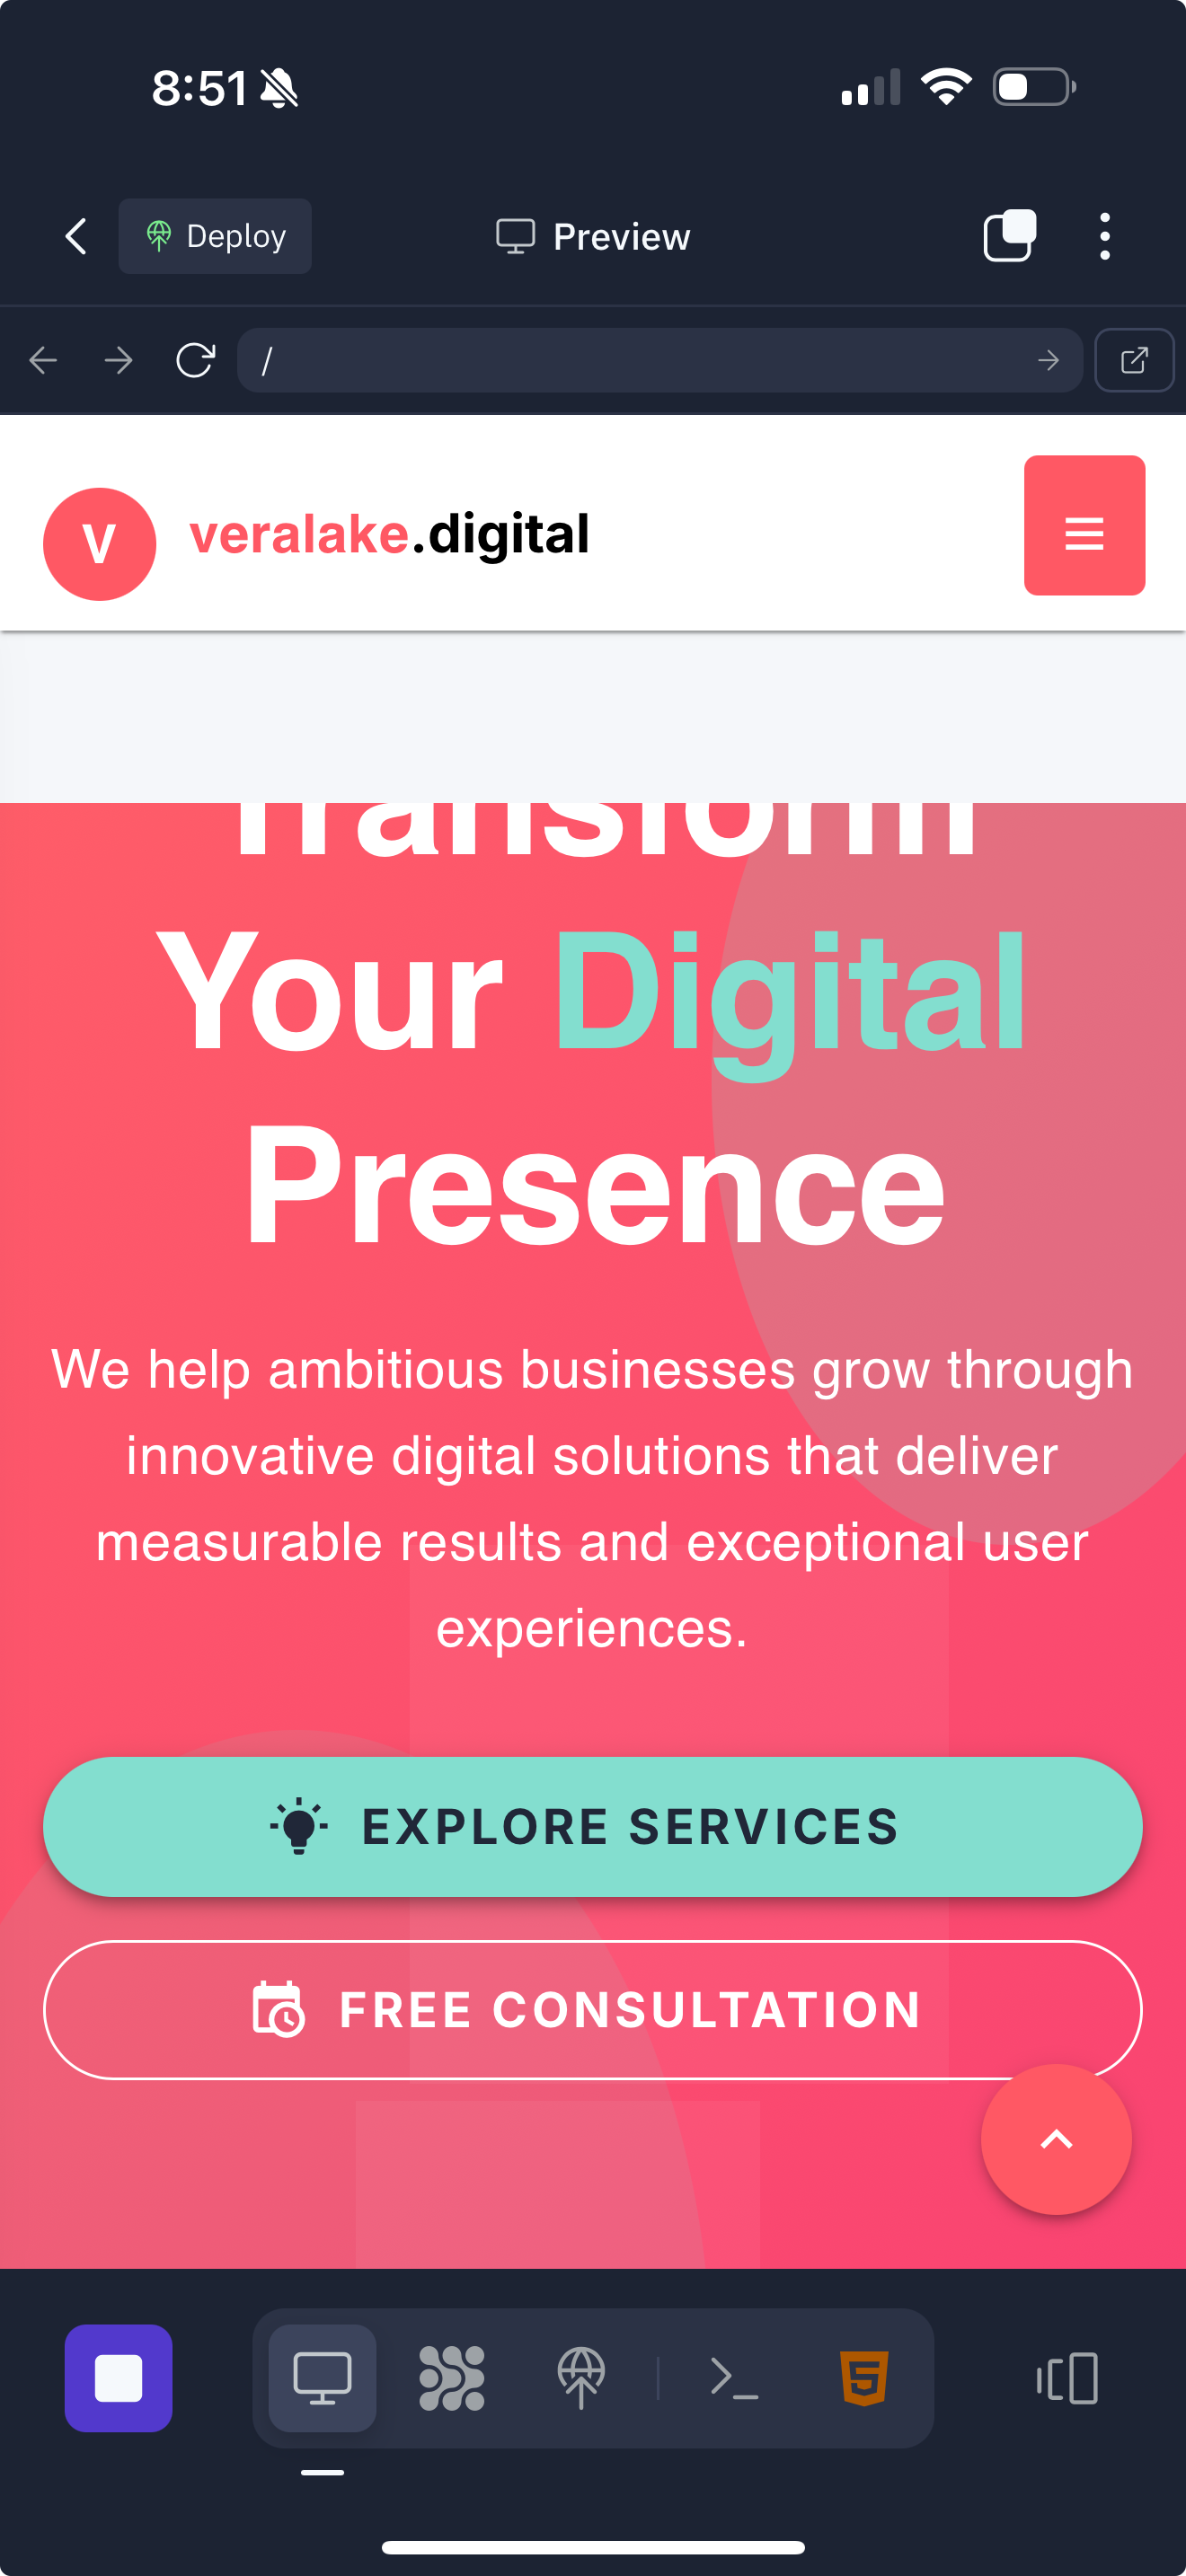 8:51
Deploy
Preview
/
V
veralake.digital
Transform
Your Digital
Presence
We help ambitious businesses grow through
innovative digital solutions that deliver
measurable results and exceptional user
experiences.
EXPLORE SERVICES
FREE CONSULTATION